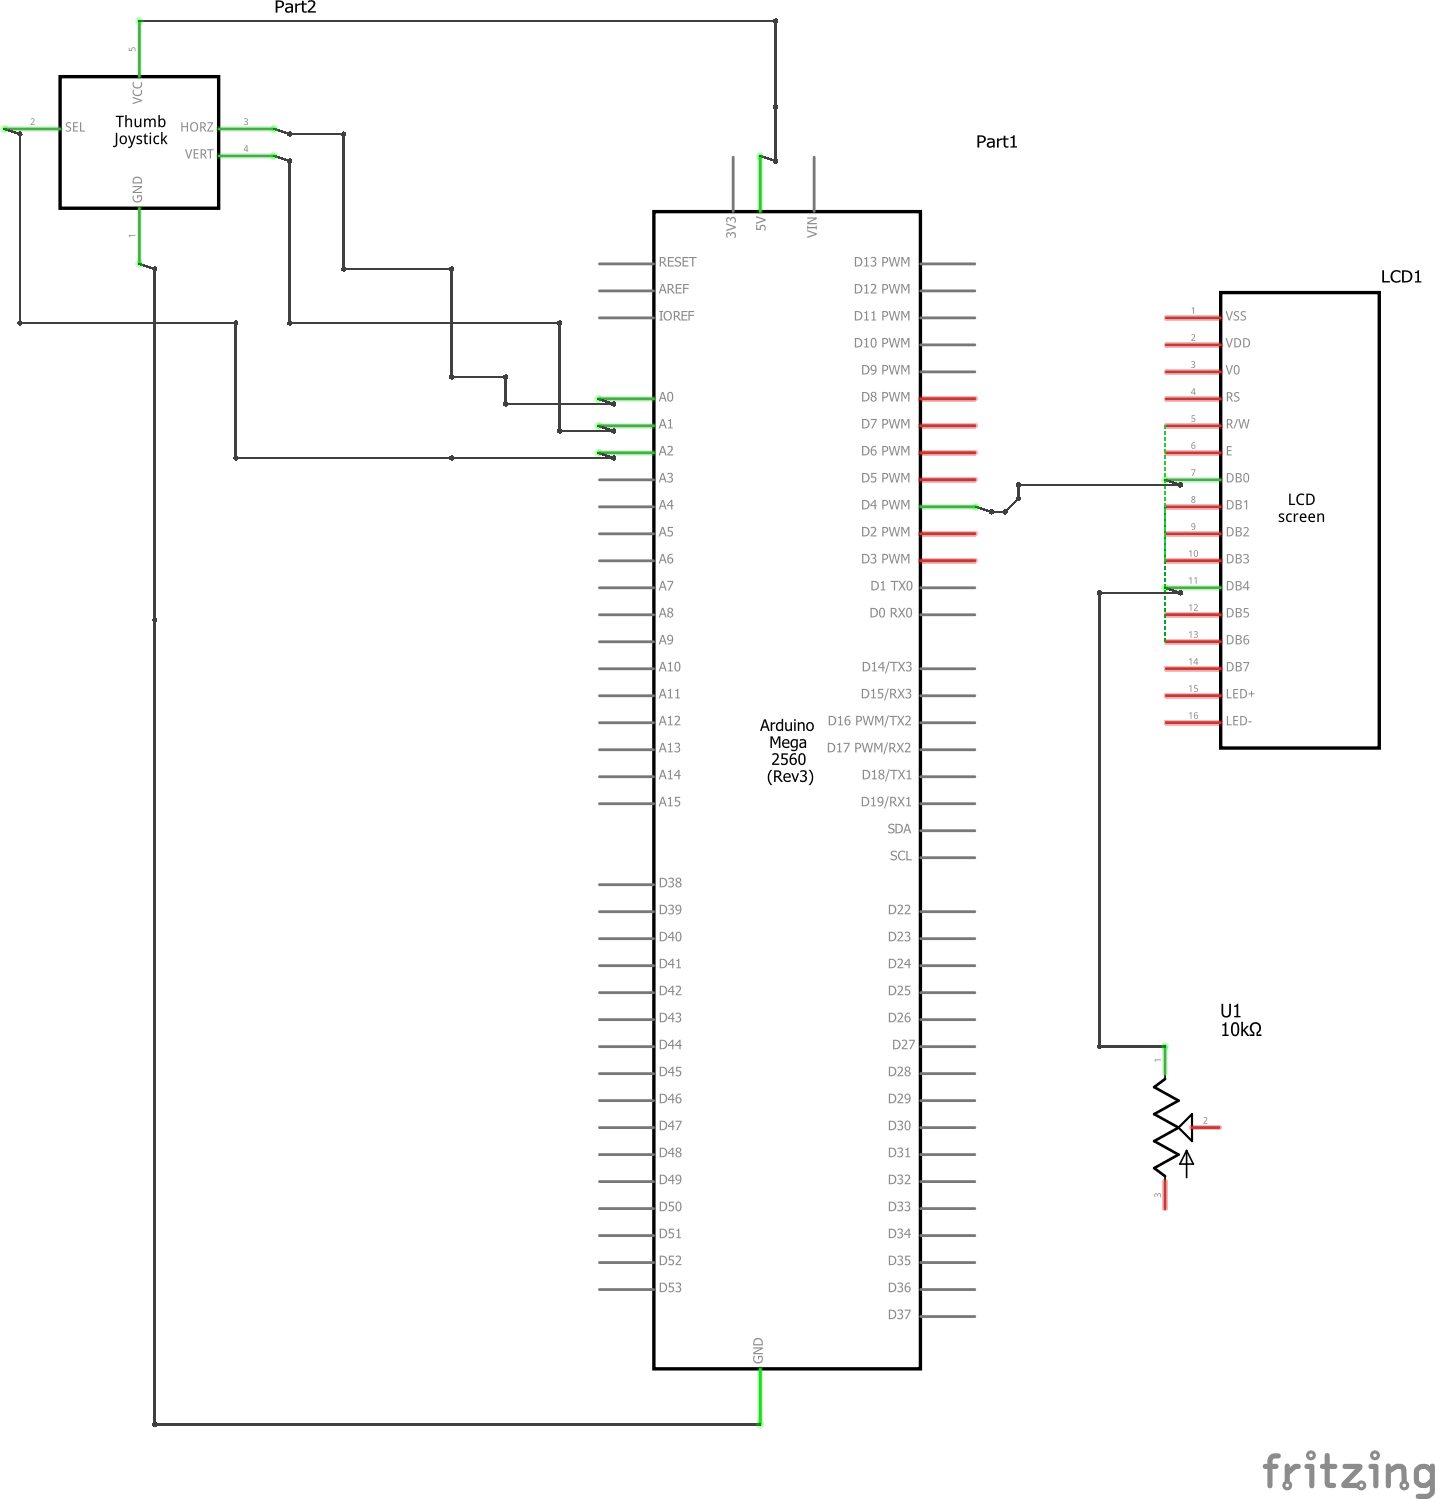 Part2
5
VCC
2
SEL
Thumb
Joystick
HORZ
3
VERT
4
GND
1
Part1
3V3
5V
VIN
RESET
AREF
IOREF
A0
A1
A2
A3
A4
A5
A6
A7
A8
A9
A10
A11
A12
A13
A14
A15
D38
D39
D40
D41
D42
D43
D44
D45
D46
D47
D48
D49
D50
D51
D52
D53
Arduino
Mega
2560
(Rev3)
D13 PWM
D12 PWM
D11 PWM
D10 PWM
D9 PWM
D8 PWM
D7 PWM
D6 PWM
D5 PWM
D4 PWM
D2 PWM
D3 PWM
D1 TX0
D0 RX0
D14/TX3
D15/RX3
D16 PWM/TX2
D17 PWM/RX2
D18/TX1
D19/RX1
SDA
SCL
D22
D23
D24
D25
D26
D27
D28
D29
D30
D31
D32
D33
D34
D35
D36
D37
GND
LCD1
1 VSS
2 VDD
3 V0
4 RS
5 R/W
6 E
7 DB0
8 DB1
9 DB2
10 DB3
11 DB4
12 DB5
13 DB6
14 DB7
15 LED+
16 LED-
LCD
screen
U1
10kΩ
1
2
3
fritzing